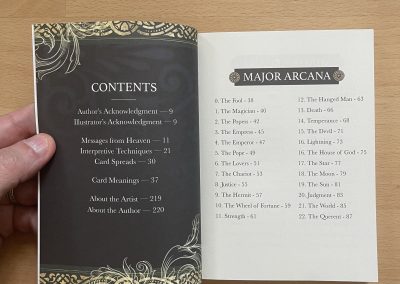 CONTENTS
Author's Acknowledgment — 9
Illustrator's Acknowledgment — 9
Messages from Heaven — 11
Interpretive Techniques — 21
Card Spreads — 30
Card Meanings — 37
About the Artist — 219
About the Author — 220
MAJOR ARCANA
0. The Fool - 38
1. The Magician - 40
2. The Popess - 43
3. The Empress - 45
4. The Emperor - 47
5. The Pope - 49
6. The Lovers - 51
7. The Chariot - 53
8. Justice - 55
9. The Hermit - 57
10. The Wheel of Fortune - 59
11. Strength - 61
12. The Hanged Man - 63
13. Death - 66
14. Temperance - 68
15. The Devil - 71
16. Lightning - 73
16. The House of God - 75
17. The Star - 77
18. The Moon - 79
19. The Sun - 81
20. Judgment - 83
21. The World - 85
22. The Querent - 87